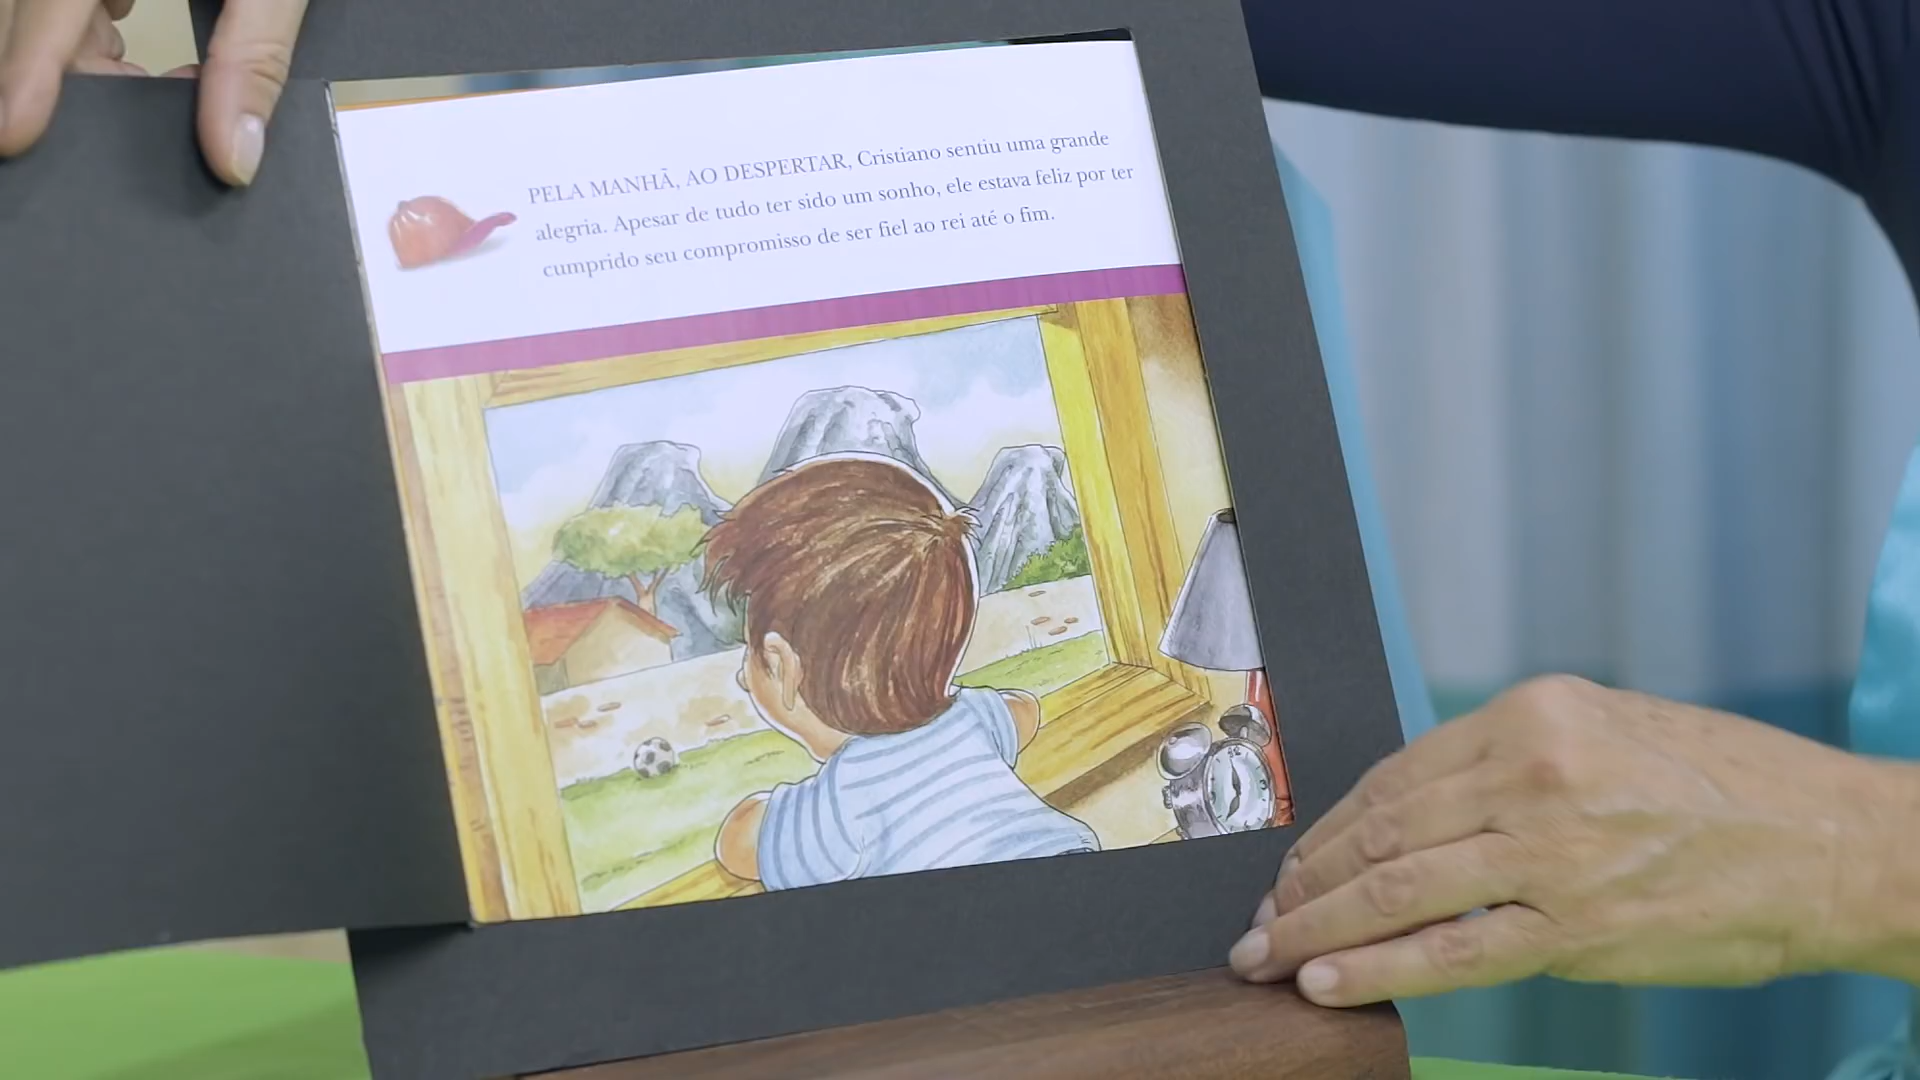 PELA MANHÃ, AO DESPERTAR, Cristiano sentiu uma grande
alegria. Apesar de tudo ter sido um sonho, ele estava feliz por ter
cumprido seu compromisso de ser fiel ao rei até o fim.